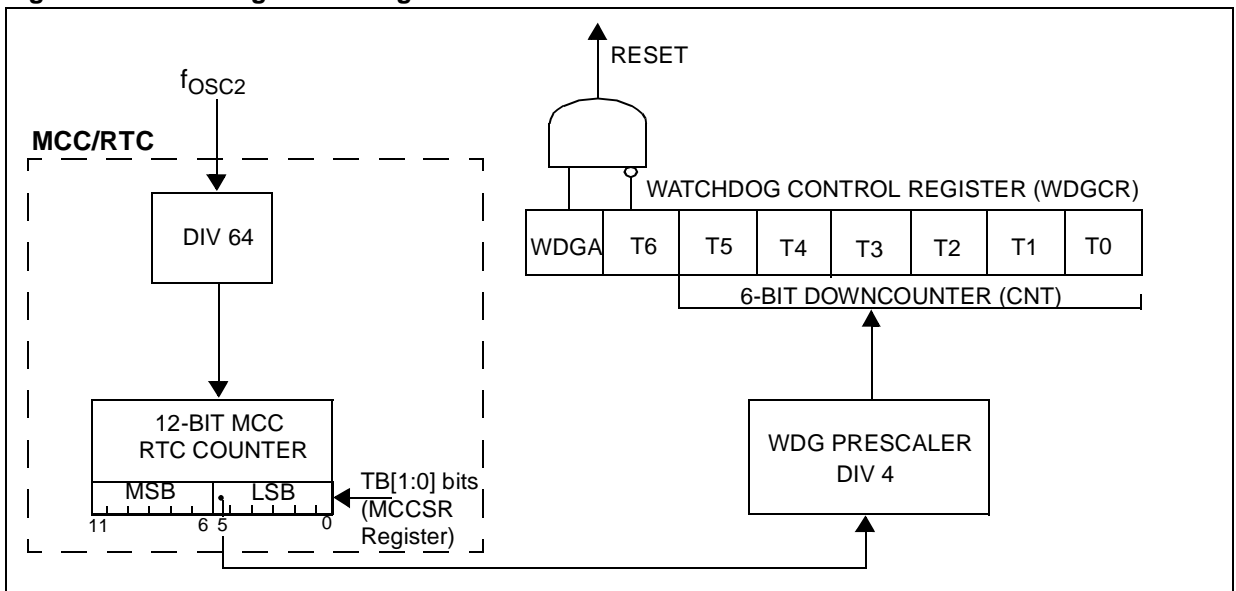 RESET
fOSC2
MCC/RTC
DIV 64
WATCHDOG CONTROL REGISTER (WDGCR)
WDGA T6 T5 T4 T3 T2 T1 T0
6-BIT DOWNCOUNTER (CNT)
12-BIT MCC
RTC COUNTER
MSB LSB
11 6 5 0
TB[1:0] bits
(MCCSR
Register)
WDG PRESCALER
DIV 4